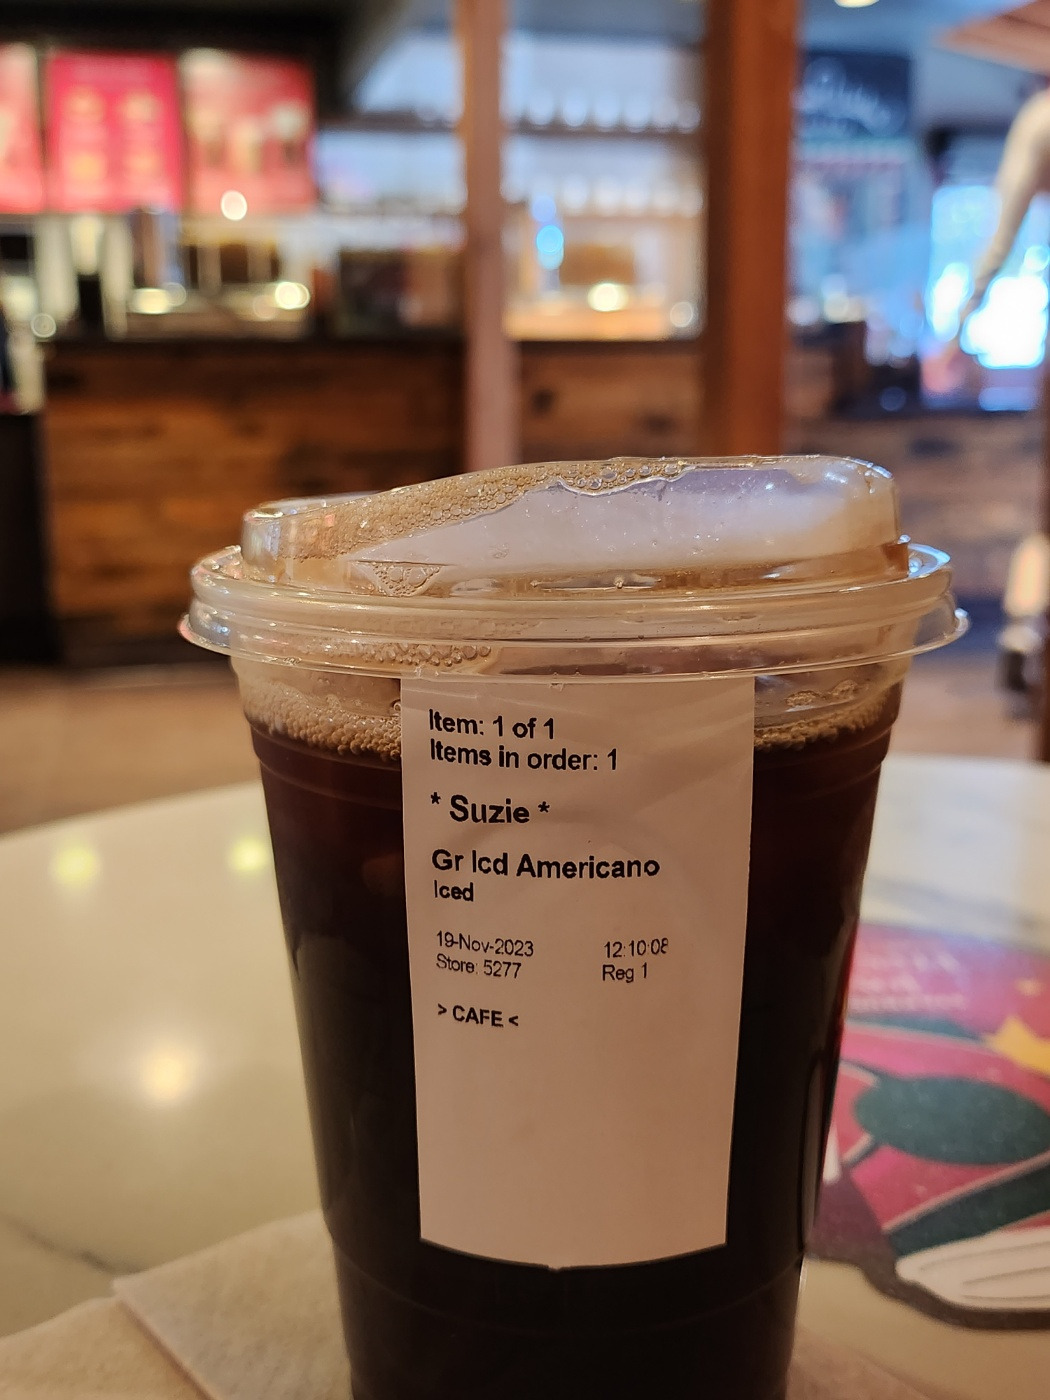 Item: 1 of 1
Items in order: 1
* Suzie *
Gr Icd Americano
Iced
19-Nov-2023 12:10:08
Store: 5277 Reg 1
> CAFE <